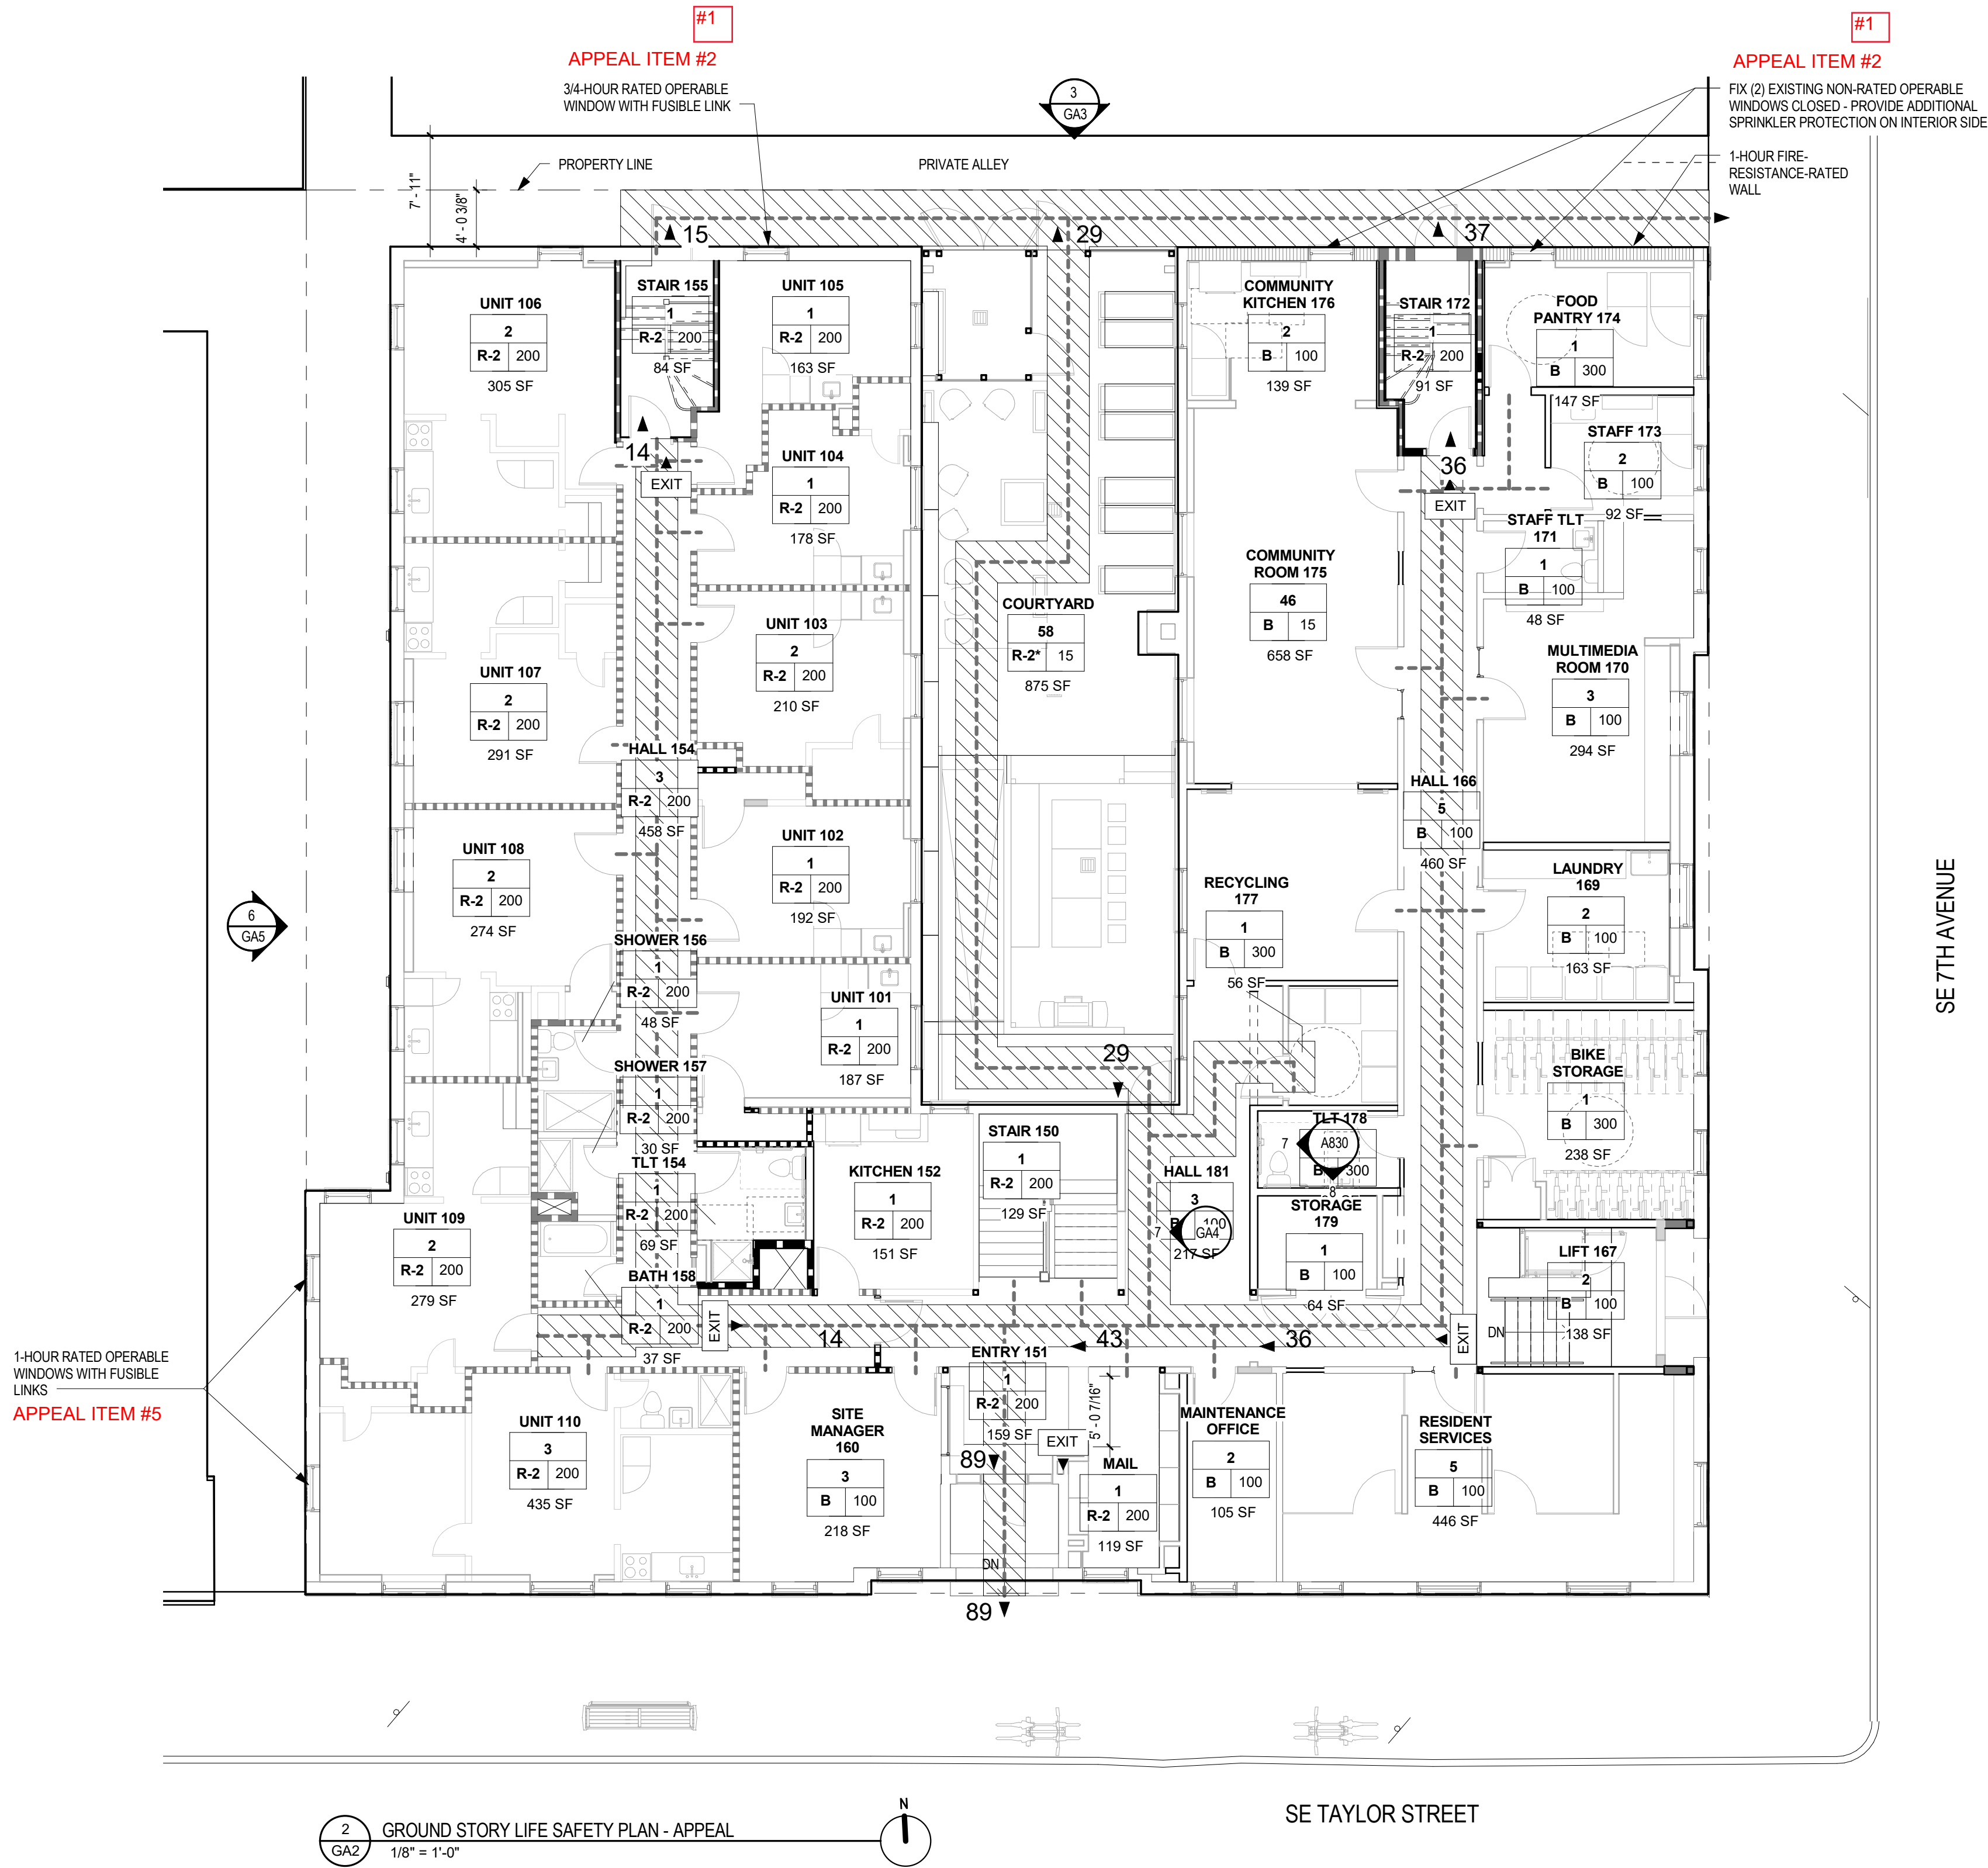 #1
APPEAL ITEM #2
3/4-HOUR RATED OPERABLE
WINDOW WITH FUSIBLE LINK
3
GA3
#1
APPEAL ITEM #2
FIX (2) EXISTING NON-RATED OPERABLE
WINDOWS CLOSED - PROVIDE ADDITIONAL
SPRINKLER PROTECTION ON INTERIOR SIDE
1-HOUR FIRE-
RESISTANCE-RATED
WALL
PROPERTY LINE
PRIVATE ALLEY
7' - 11"
4' - 0 3/8"
15
29
37
UNIT 106
2
R-2 200
305 SF
STAIR 155
1
R-2 200
84 SF
UNIT 105
1
R-2 200
163 SF
COMMUNITY
KITCHEN 176
2
B 100
139 SF
STAIR 172
1
R-2 200
91 SF
FOOD
PANTRY 174
1
B 300
147 SF
14
EXIT
UNIT 104
1
R-2 200
178 SF
36
EXIT
STAFF 173
2
B 100
92 SF
STAFF TLT
171
1
B 100
48 SF
COMMUNITY
ROOM 175
46
B 15
658 SF
COURTYARD
58
R-2* 15
875 SF
UNIT 103
2
R-2 200
210 SF
UNIT 107
2
R-2 200
291 SF
MULTIMEDIA
ROOM 170
3
B 100
294 SF
HALL 154
3
R-2 200
458 SF
HALL 166
5
B 100
460 SF
UNIT 108
2
R-2 200
274 SF
UNIT 102
1
R-2 200
192 SF
RECYCLING
177
1
B 300
56 SF
LAUNDRY
169
2
B 100
163 SF
SE 7TH AVENUE
6
GA5
SHOWER 156
1
R-2 200
48 SF
UNIT 101
1
R-2 200
187 SF
29
SHOWER 157
1
R-2 200
30 SF
BIKE
STORAGE
1
B 300
238 SF
TLT 154
1
R-2 200
69 SF
KITCHEN 152
1
R-2 200
151 SF
STAIR 150
1
R-2 200
129 SF
HALL 181
3
B 100
217 SF
7
GA4
TLT 178
7
A830
8
B 300
STORAGE
179
1
B 100
64 SF
LIFT 167
2
B 100
138 SF
DN
UNIT 109
2
R-2 200
279 SF
BATH 158
1
R-2 200
37 SF
EXIT
14
43
36
EXIT
1-HOUR RATED OPERABLE
WINDOWS WITH FUSIBLE
LINKS
APPEAL ITEM #5
ENTRY 151
1
R-2 200
159 SF
5' - 0 7/16"
EXIT
89
DN
UNIT 110
3
R-2 200
435 SF
SITE
MANAGER
160
3
B 100
218 SF
MAIL
1
R-2 200
119 SF
MAINTENANCE
OFFICE
2
B 100
105 SF
RESIDENT
SERVICES
5
B 100
446 SF
89
2
GA2
GROUND STORY LIFE SAFETY PLAN - APPEAL
1/8" = 1'-0"
N
SE TAYLOR STREET